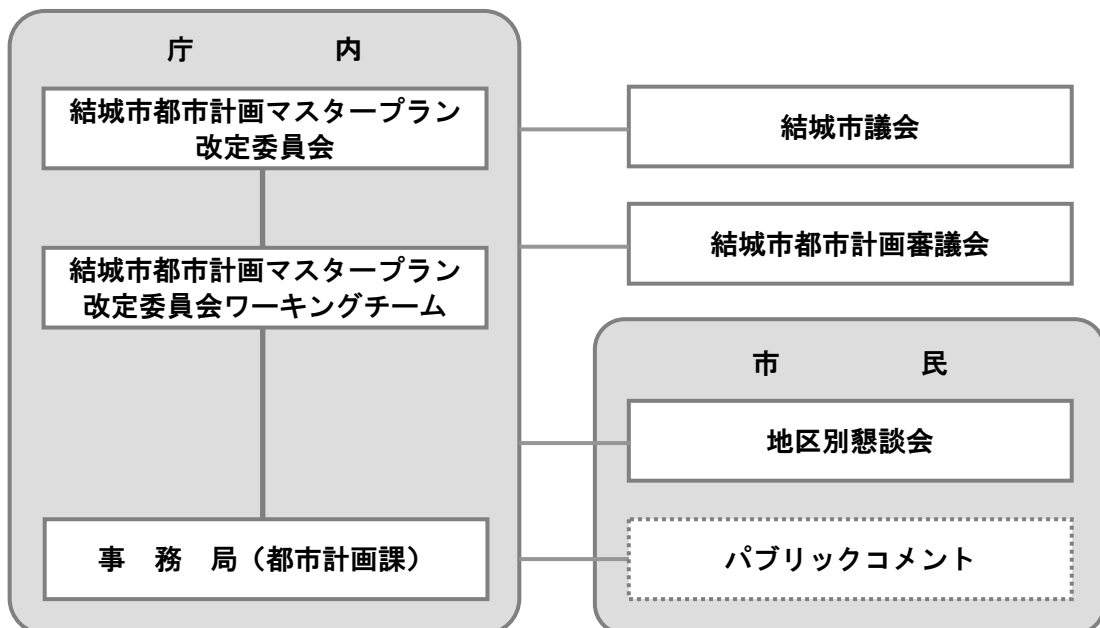 庁　内
結城市都市計画マスタープラン
改定委員会
結城市都市計画マスタープラン
改定委員会ワーキングチーム
事　務　局（都市計画課）
結城市議会
結城市都市計画審議会
市　民
地区別懇談会
パブリックコメント